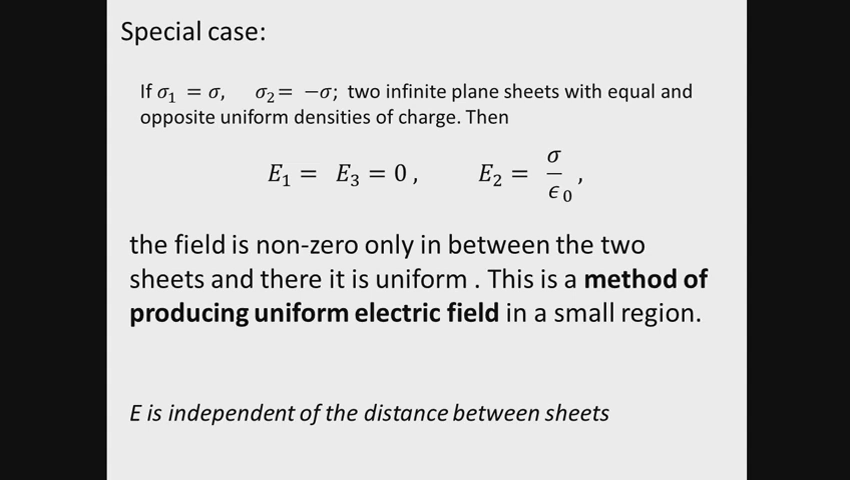 Special case:
If σ₁ = σ, σ₂ = −σ; two infinite plane sheets with equal and
opposite uniform densities of charge. Then
E₁ = E₃ = 0 , E₂ = σ/ϵ₀ ,
the field is non-zero only in between the two
sheets and there it is uniform . This is a method of
producing uniform electric field in a small region.
E is independent of the distance between sheets